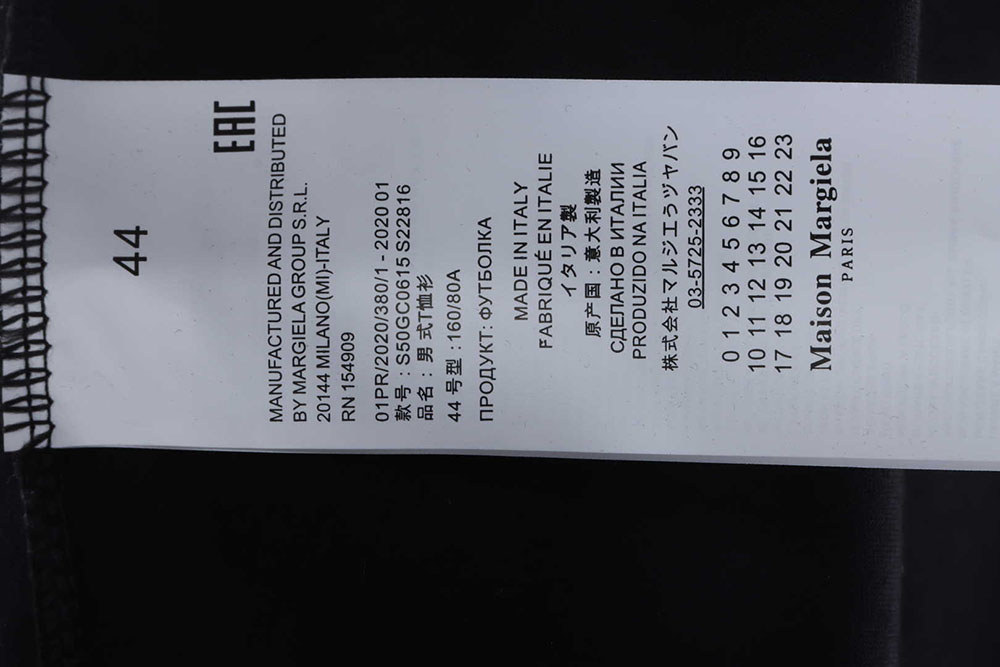 44
EAC
MANUFACTURED AND DISTRIBUTED
BY MARGIELA GROUP S.R.L.
20144 MILANO(MI)-ITALY
RN 154909
01PR/2020/380/1 - 2020 01
款号 : S50GC0615 S22816
品名 : 男 式T恤衫
44 号型 : 160/80A
ПРОДУКТ: ФУТБОЛКА
MADE IN ITALY
FABRIQUÉ EN ITALIE
イタリア製
原产国 : 意大利製造
СДЕЛАНО В ИТАЛИИ
PRODUZIDO NA ITALIA
株式会社マルジエラヅヤバン
03-5725-2333
0 1 2 3 4 5 6 7 8 9
10 11 12 13 14 15 16
17 18 19 20 21 22 23
Maison Margiela
PARIS